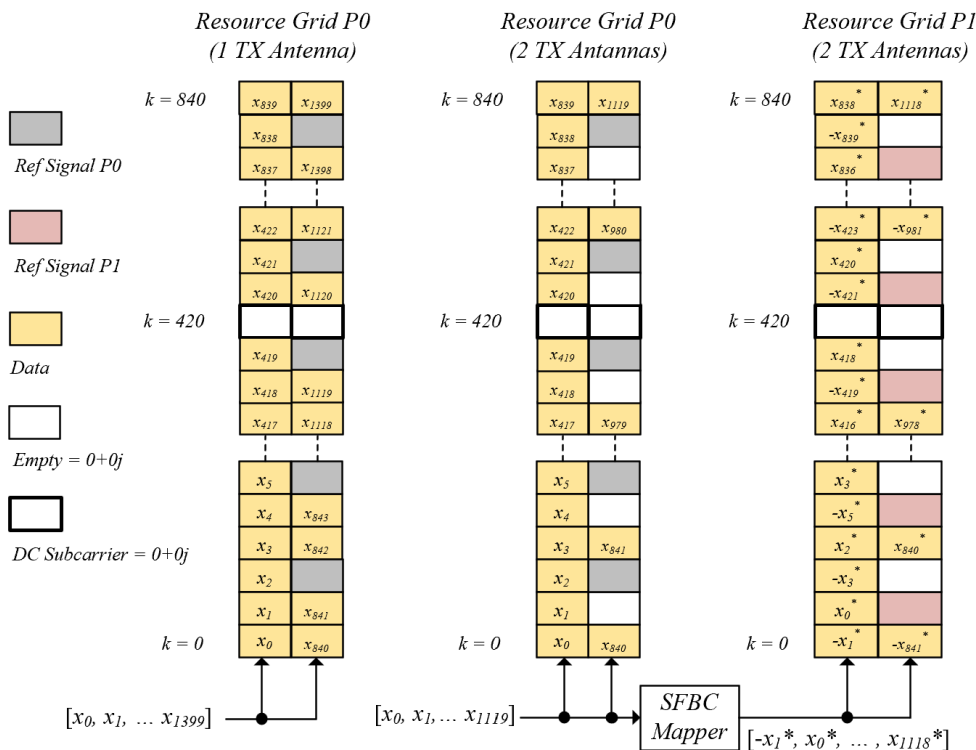 Resource Grid P0
(1 TX Antenna)
Resource Grid P0
(2 TX Antannas)
Resource Grid P1
(2 TX Antennas)
Ref Signal P0
Ref Signal P1
Data
Empty = 0+0j
DC Subcarrier = 0+0j
k = 840
x839 x1399
x838
x837 x1398
x422 x1121
x421
x420 x1120
k = 420
x419
x418 x1119
x417 x1118
x5
x4 x843
x3 x842
x2
x1 x841
k = 0
x0 x840
[x0, x1, ... x1399]
k = 840
x839 x1119
x838
x837
x422 x980
x421
x420
k = 420
x419
x418
x417 x979
x5
x4
x3 x841
x2
x1
k = 0
x0 x840
[x0, x1, ... x1119]
SFBC
Mapper
k = 840
x838* x1118*
-x839*
x836*
-x423* -x981*
x420*
-x421*
k = 420
x418*
-x419*
x416* x978*
x3*
-x5*
x2* x840*
-x3*
x0*
k = 0
-x1* -x841*
[-x1*, x0*, ... , x1118*]